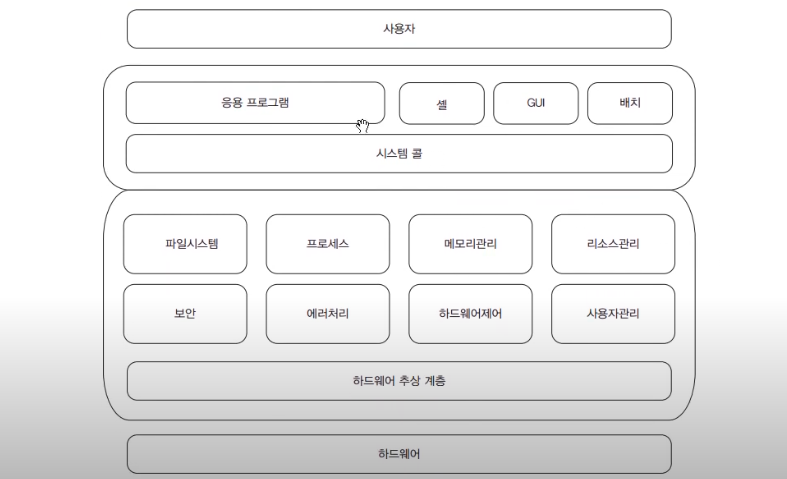 사용자
응용 프로그램
셸
GUI
배치
시스템 콜
파일시스템
프로세스
메모리관리
리소스관리
보안
에러처리
하드웨어제어
사용자관리
하드웨어 추상 계층
하드웨어